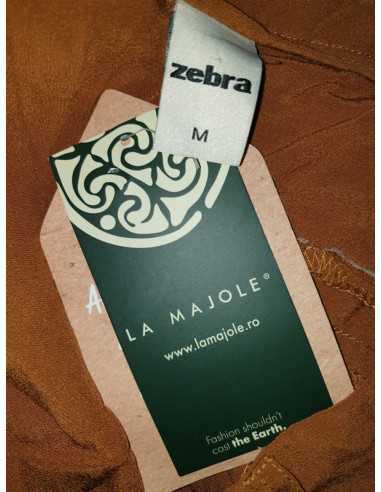 zebra
M
LA MAJOLE®
www.lamajole.ro
Fashion shouldn't
cost the Earth.